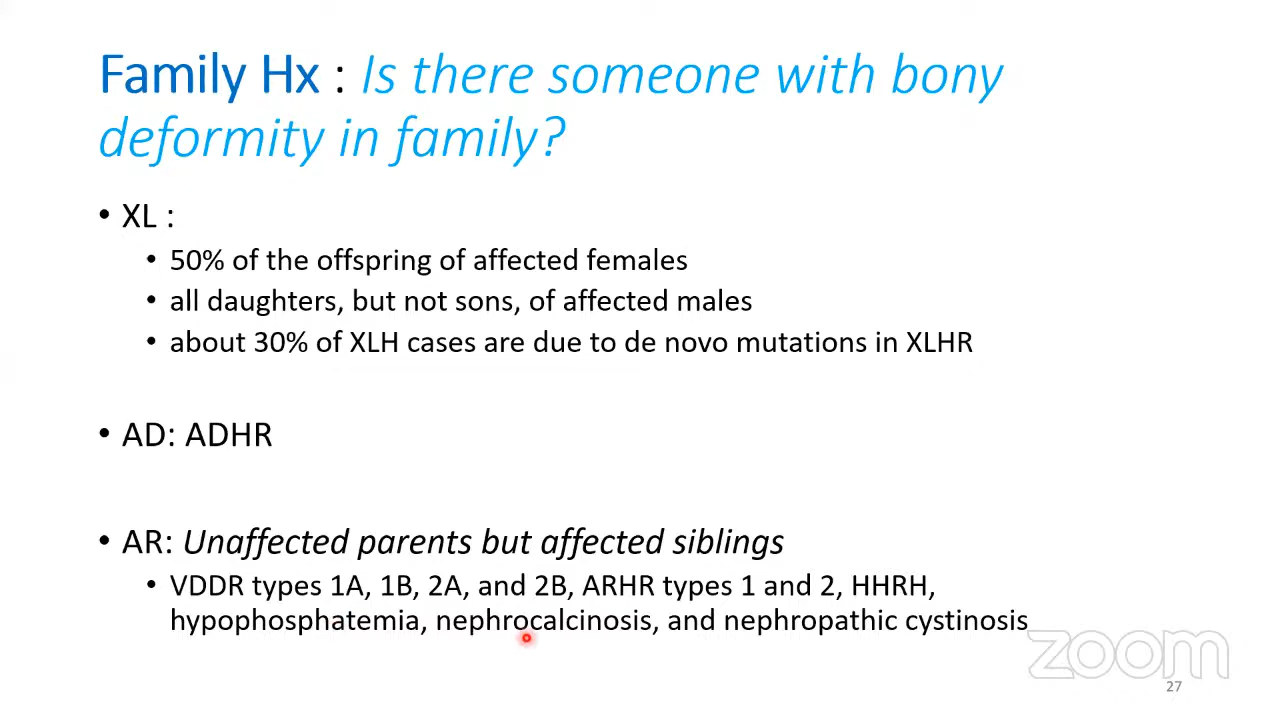 Family Hx : Is there someone with bony
deformity in family?
• XL :
• 50% of the offspring of affected females
• all daughters, but not sons, of affected males
• about 30% of XLH cases are due to de novo mutations in XLHR
• AD: ADHR
• AR: Unaffected parents but affected siblings
• VDDR types 1A, 1B, 2A, and 2B, ARHR types 1 and 2, HHRH,
hypophosphatemia, nephrocalcinosis, and nephropathic cystinosis
zoom
27